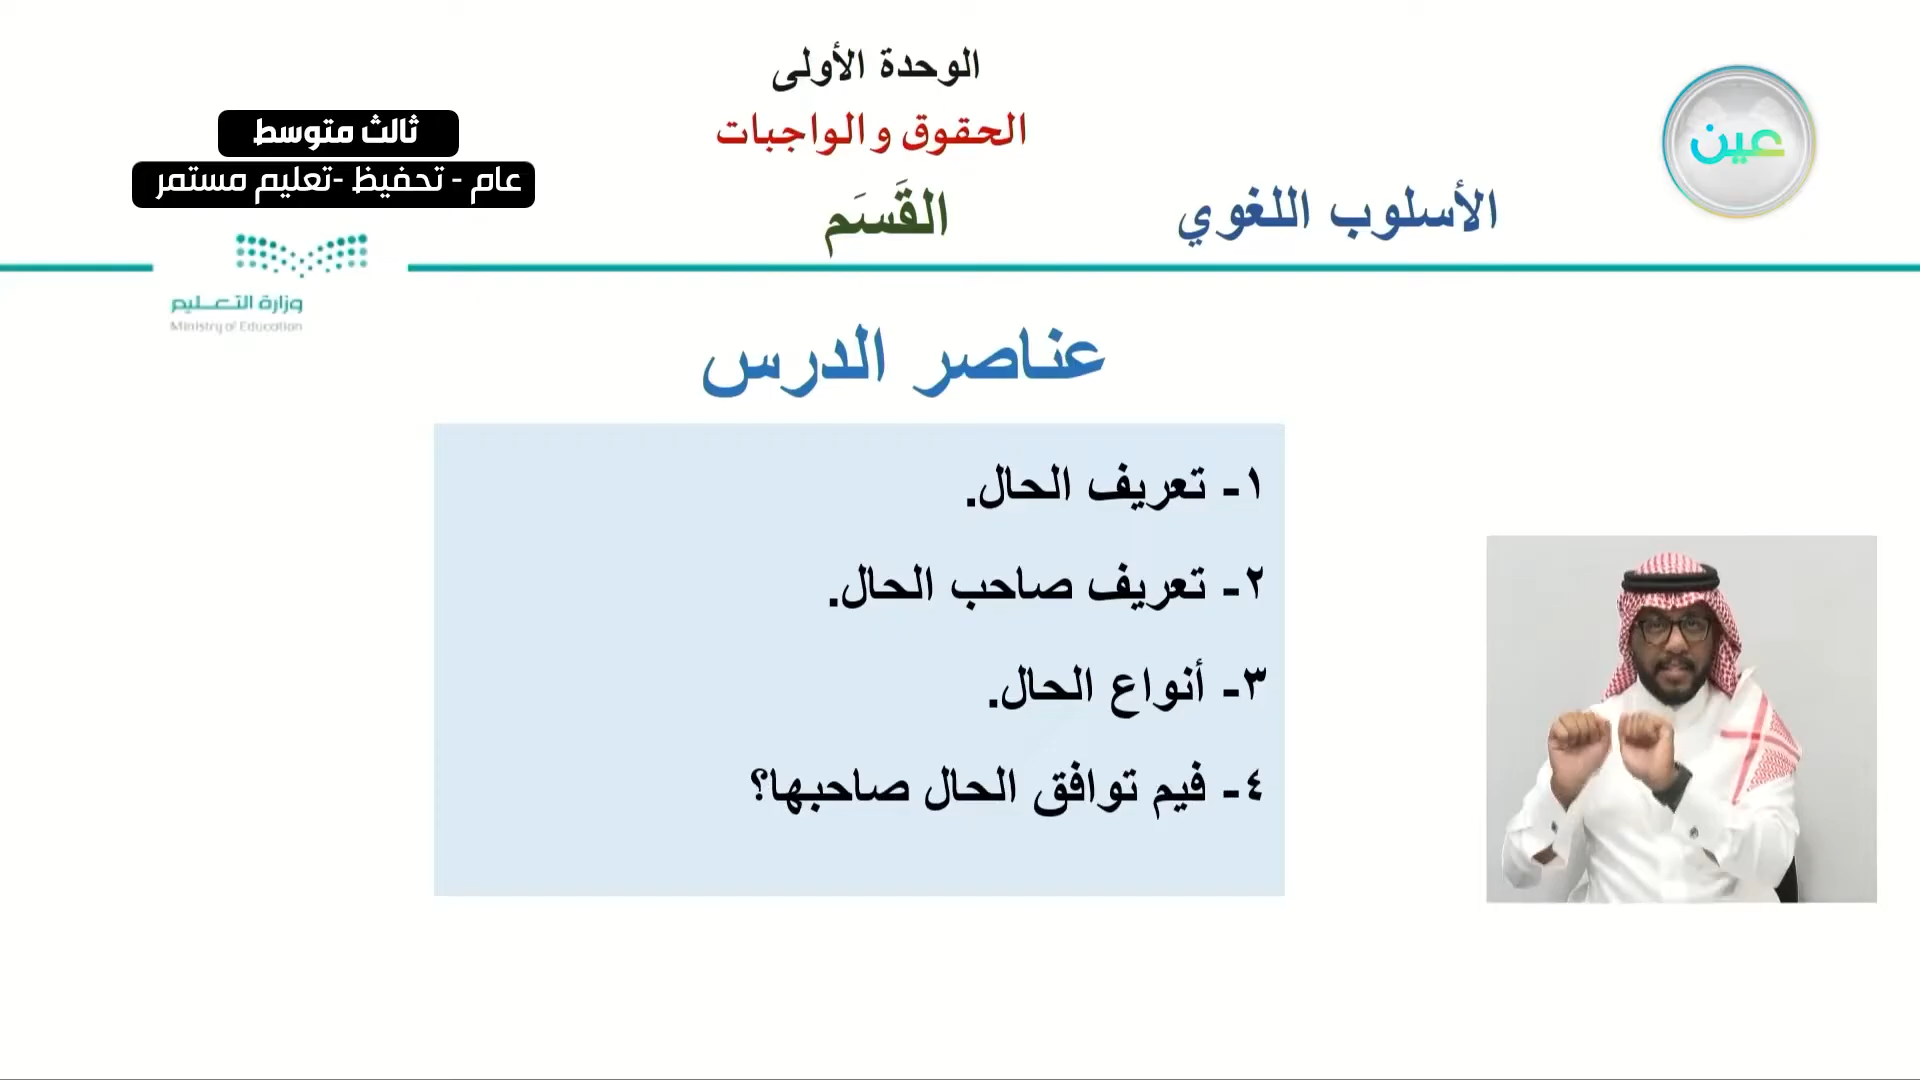 الوحدة الأولى
الحقوق والواجبات
الأسلوب اللغوي
القَسَم
عين
ثالث متوسط
عام - تحفيظ -تعليم مستمر
وزارة التعـــليم
Ministry of Education
عناصر الدرس
١- تعريف الحال.
٢- تعريف صاحب الحال.
٣- أنواع الحال.
٤- فيم توافق الحال صاحبها؟